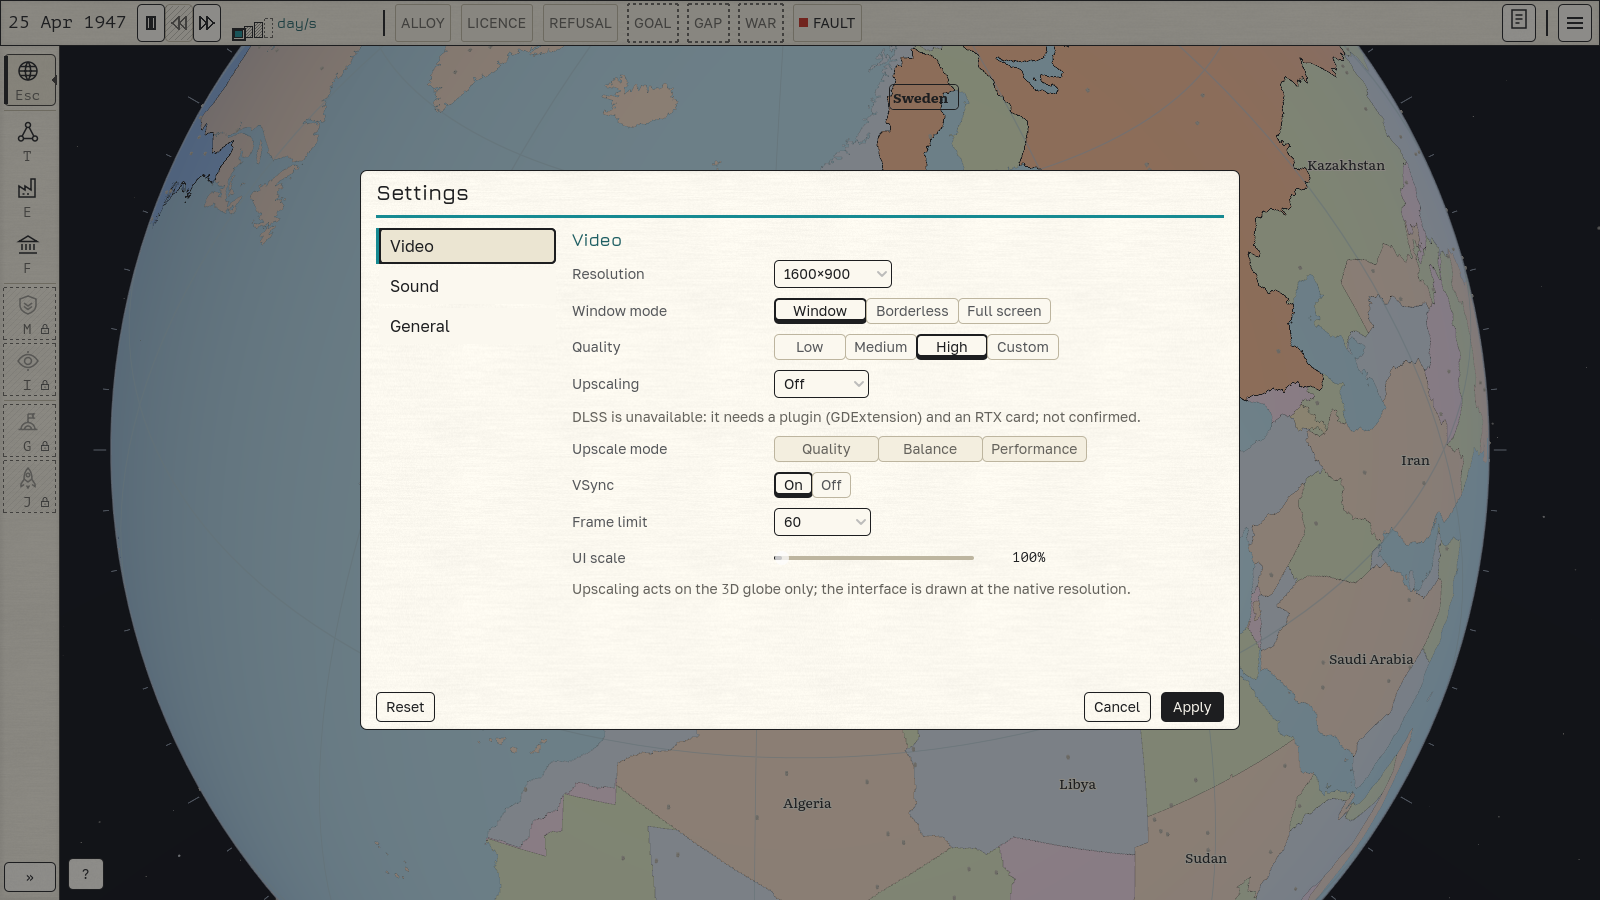 25 Apr 1947 day/s ALLOY LICENCE REFUSAL GOAL GAP WAR FAULT
Esc
T
E
F
M
I
G
J
»
?
Sweden
Kazakhstan
Iran
Saudi Arabia
Libya
Algeria
Sudan
Settings
Video
Sound
General
Video
Resolution 1600×900
Window mode Window Borderless Full screen
Quality Low Medium High Custom
Upscaling Off
DLSS is unavailable: it needs a plugin (GDExtension) and an RTX card; not confirmed.
Upscale mode Quality Balance Performance
VSync On Off
Frame limit 60
UI scale 100%
Upscaling acts on the 3D globe only; the interface is drawn at the native resolution.
Reset Cancel Apply